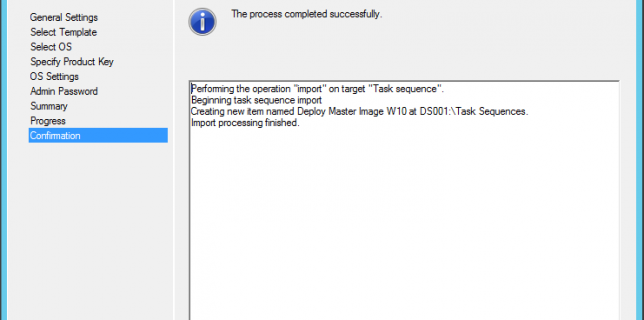 General Settings
Select Template
Select OS
Specify Product Key
OS Settings
Admin Password
Summary
Progress
Confirmation
The process completed successfully.
Performing the operation "import" on target "Task sequence".
Beginning task sequence import
Creating new item named Deploy Master Image W10 at DS001:\Task Sequences.
Import processing finished.